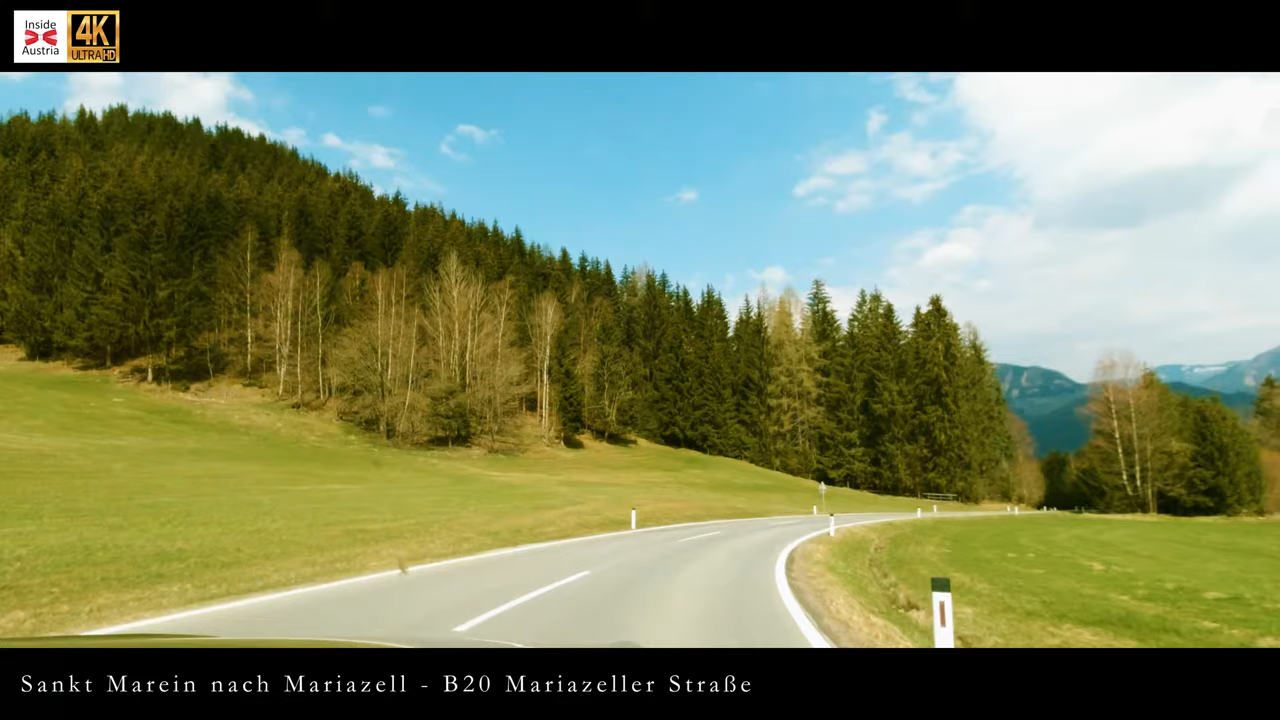 Inside
Austria
4K
ULTRA HD
Sankt Marein nach Mariazell - B20 Mariazeller Straße